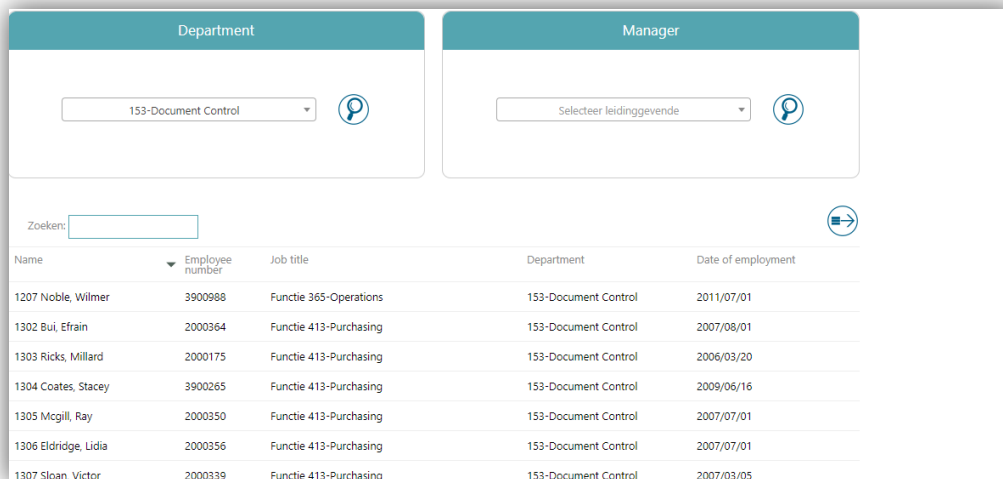 Department Manager
153-Document Control Selecteer leidinggevende
Zoeken:
Name Employee number Job title Department Date of employment
1207 Noble, Wilmer 3900988 Functie 365-Operations 153-Document Control 2011/07/01
1302 Bui, Efrain 2000364 Functie 413-Purchasing 153-Document Control 2007/08/01
1303 Ricks, Millard 2000175 Functie 413-Purchasing 153-Document Control 2006/03/20
1304 Coates, Stacey 3900265 Functie 413-Purchasing 153-Document Control 2009/06/16
1305 Mcgill, Ray 2000350 Functie 413-Purchasing 153-Document Control 2007/07/01
1306 Eldridge, Lidia 2000356 Functie 413-Purchasing 153-Document Control 2007/07/01
1307 Sloan, Victor 2000339 Functie 413-Purchasing 153-Document Control 2007/03/05